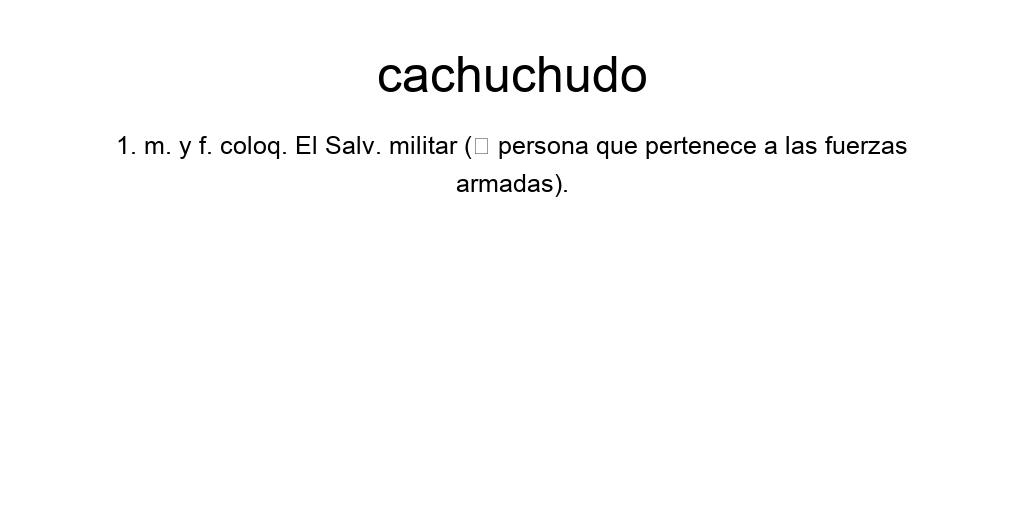 cachuchudo
1. m. y f. coloq. El Salv. militar (▯ persona que pertenece a las fuerzas
armadas).